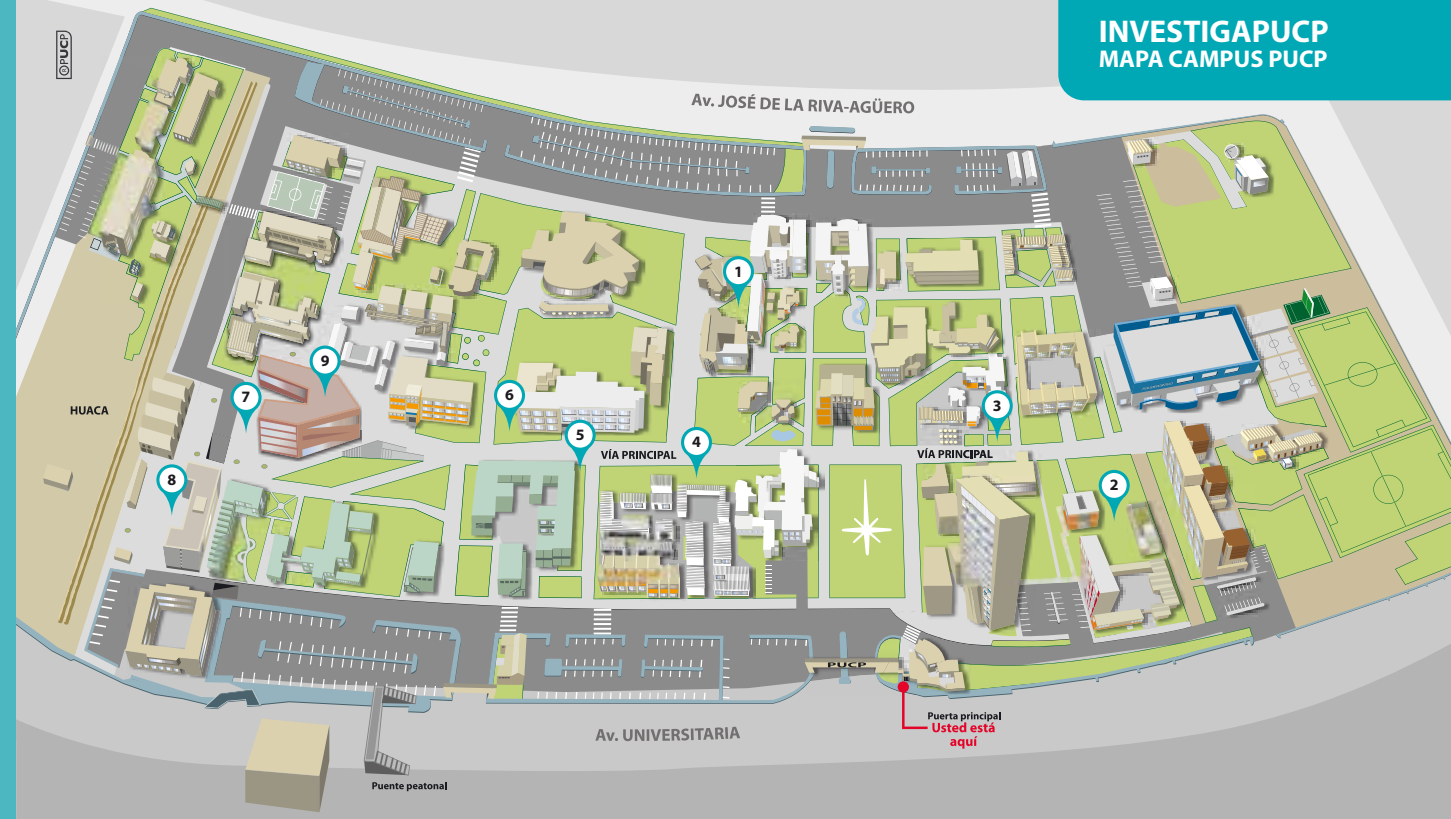 INVESTIGAPUCP
MAPA CAMPUS PUCP
©PUCP
Av. JOSÉ DE LA RIVA-AGÜERO
1
9
7
6
HUACA
3
5
4
VÍA PRINCIPAL
VÍA PRINCIPAL
8
2
PUCP
Puerta principal
Usted está
aquí
Av. UNIVERSITARIA
Puente peatonal